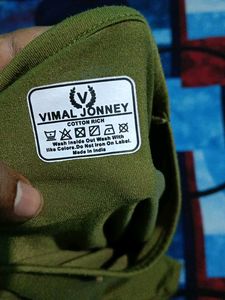 VIMAL JONNEY
COTTON RICH
Wash Inside Out Wash With
like Colors.Do not Iron On Label.
Made in India